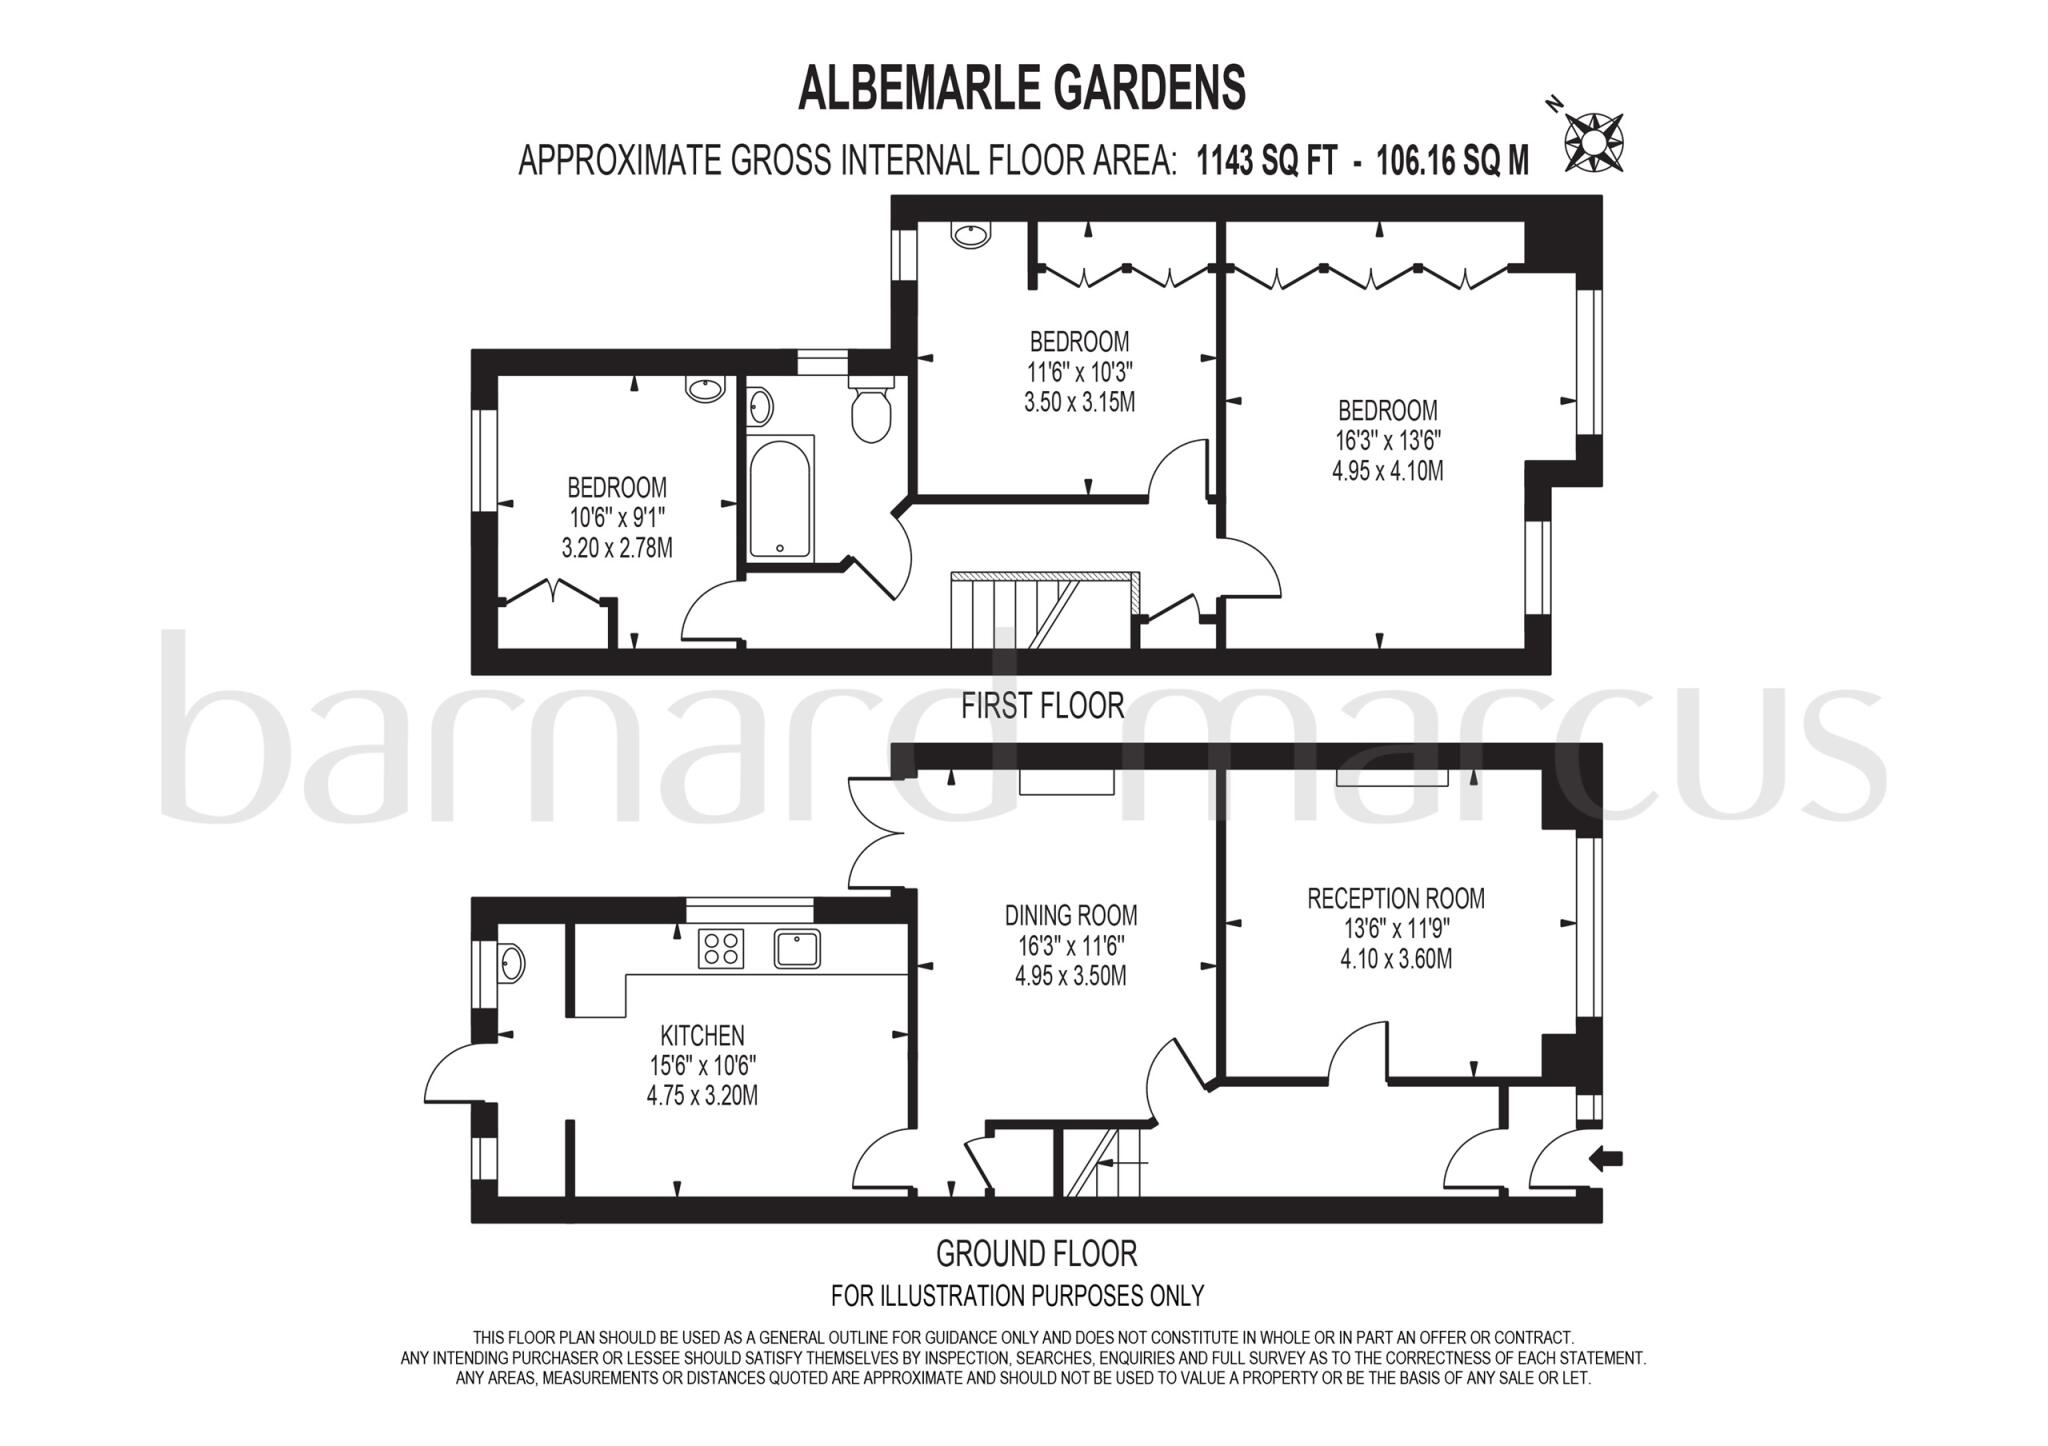 ALBEMARLE GARDENS
APPROXIMATE GROSS INTERNAL FLOOR AREA: 1143 SQ FT - 106.16 SQ M
N
BEDROOM
11'6" x 10'3"
3.50 x 3.15M
BEDROOM
16'3" x 13'6"
4.95 x 4.10M
BEDROOM
10'6" x 9'1"
3.20 x 2.78M
FIRST FLOOR
barnard marcus
DINING ROOM
16'3" x 11'6"
4.95 x 3.50M
RECEPTION ROOM
13'6" x 11'9"
4.10 x 3.60M
KITCHEN
15'6" x 10'6"
4.75 x 3.20M
GROUND FLOOR
FOR ILLUSTRATION PURPOSES ONLY
THIS FLOOR PLAN SHOULD BE USED AS A GENERAL OUTLINE FOR GUIDANCE ONLY AND DOES NOT CONSTITUTE IN WHOLE OR IN PART AN OFFER OR CONTRACT.
ANY INTENDING PURCHASER OR LESSEE SHOULD SATISFY THEMSELVES BY INSPECTION, SEARCHES, ENQUIRIES AND FULL SURVEY AS TO THE CORRECTNESS OF EACH STATEMENT.
ANY AREAS, MEASUREMENTS OR DISTANCES QUOTED ARE APPROXIMATE AND SHOULD NOT BE USED TO VALUE A PROPERTY OR BE THE BASIS OF ANY SALE OR LET.